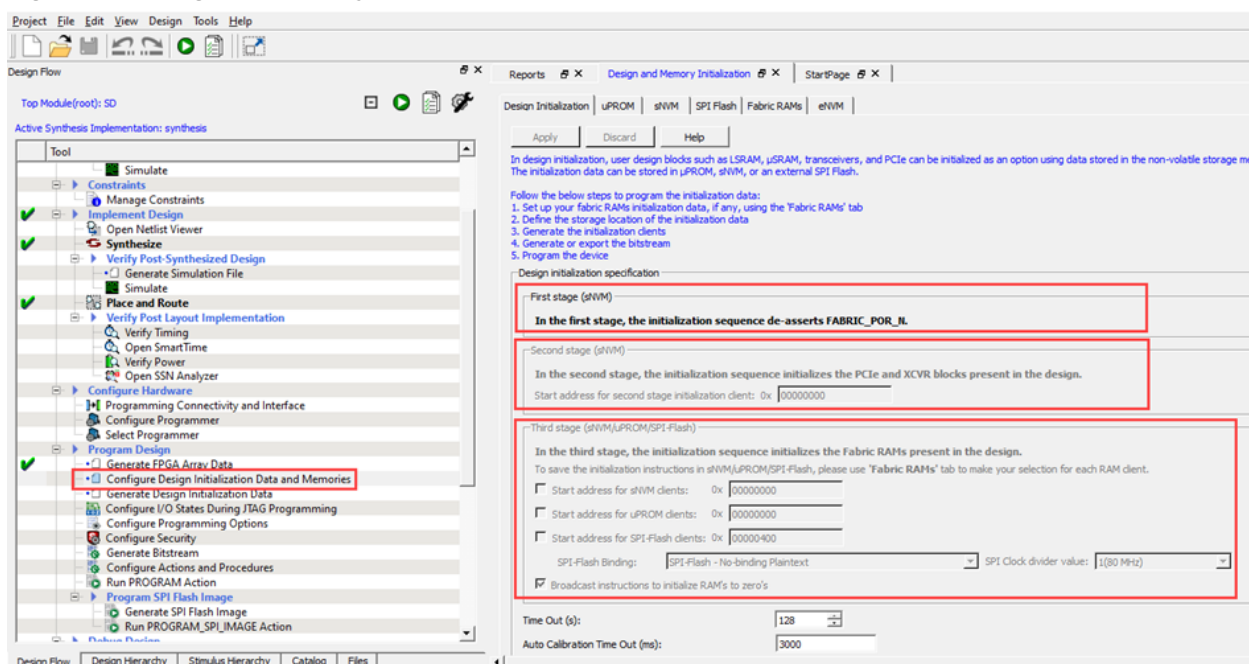 Project File Edit View Design Tools Help
Design Flow
Top Module(root): SD
Active Synthesis Implementation: synthesis
Tool
Simulate
Constraints
Manage Constraints
Implement Design
Open Netlist Viewer
Synthesize
Verify Post-Synthesized Design
Generate Simulation File
Simulate
Place and Route
Verify Post Layout Implementation
Verify Timing
Open SmartTime
Verify Power
Open SSN Analyzer
Configure Hardware
Programming Connectivity and Interface
Configure Programmer
Select Programmer
Program Design
Generate FPGA Array Data
Configure Design Initialization Data and Memories
Generate Design Initialization Data
Configure I/O States During JTAG Programming
Configure Programming Options
Configure Security
Generate Bitstream
Configure Actions and Procedures
Run PROGRAM Action
Program SPI Flash Image
Generate SPI Flash Image
Run PROGRAM_SPI_IMAGE Action
Debug Design
Design Flow Design Hierarchy Stimulus Hierarchy Catalog Files
Reports Design and Memory Initialization StartPage
Design Initialization uPROM sNVM SPI Flash Fabric RAMs eNVM
Apply Discard Help
In design initialization, user design blocks such as LSRAM, µSRAM, transceivers, and PCIe can be initialized as an option using data stored in the non-volatile storage
The initialization data can be stored in µPROM, sNVM, or an external SPI Flash.
Follow the below steps to program the initialization data:
1. Set up your fabric RAMs initialization data, if any, using the 'Fabric RAMs' tab
2. Define the storage location of the initialization data
3. Generate the initialization clients
4. Generate or export the bitstream
5. Program the device
Design initialization specification
First stage (sNVM)
In the first stage, the initialization sequence de-asserts FABRIC_POR_N.
Second stage (sNVM)
In the second stage, the initialization sequence initializes the PCIe and XCVR blocks present in the design.
Start address for second stage initialization client: 0x 00000000
Third stage (sNVM/uPROM/SPI-Flash)
In the third stage, the initialization sequence initializes the Fabric RAMs present in the design.
To save the initialization instructions in sNVM/uPROM/SPI-Flash, please use 'Fabric RAMs' tab to make your selection for each RAM client.
Start address for sNVM clients: 0x 00000000
Start address for uPROM clients: 0x 00000000
Start address for SPI-Flash clients: 0x 00000400
SPI-Flash Binding: SPI-Flash - No-binding Plaintext SPI Clock divider value: 1(80 MHz)
Broadcast instructions to initialize RAM's to zero's
Time Out (s): 128
Auto Calibration Time Out (ms): 3000